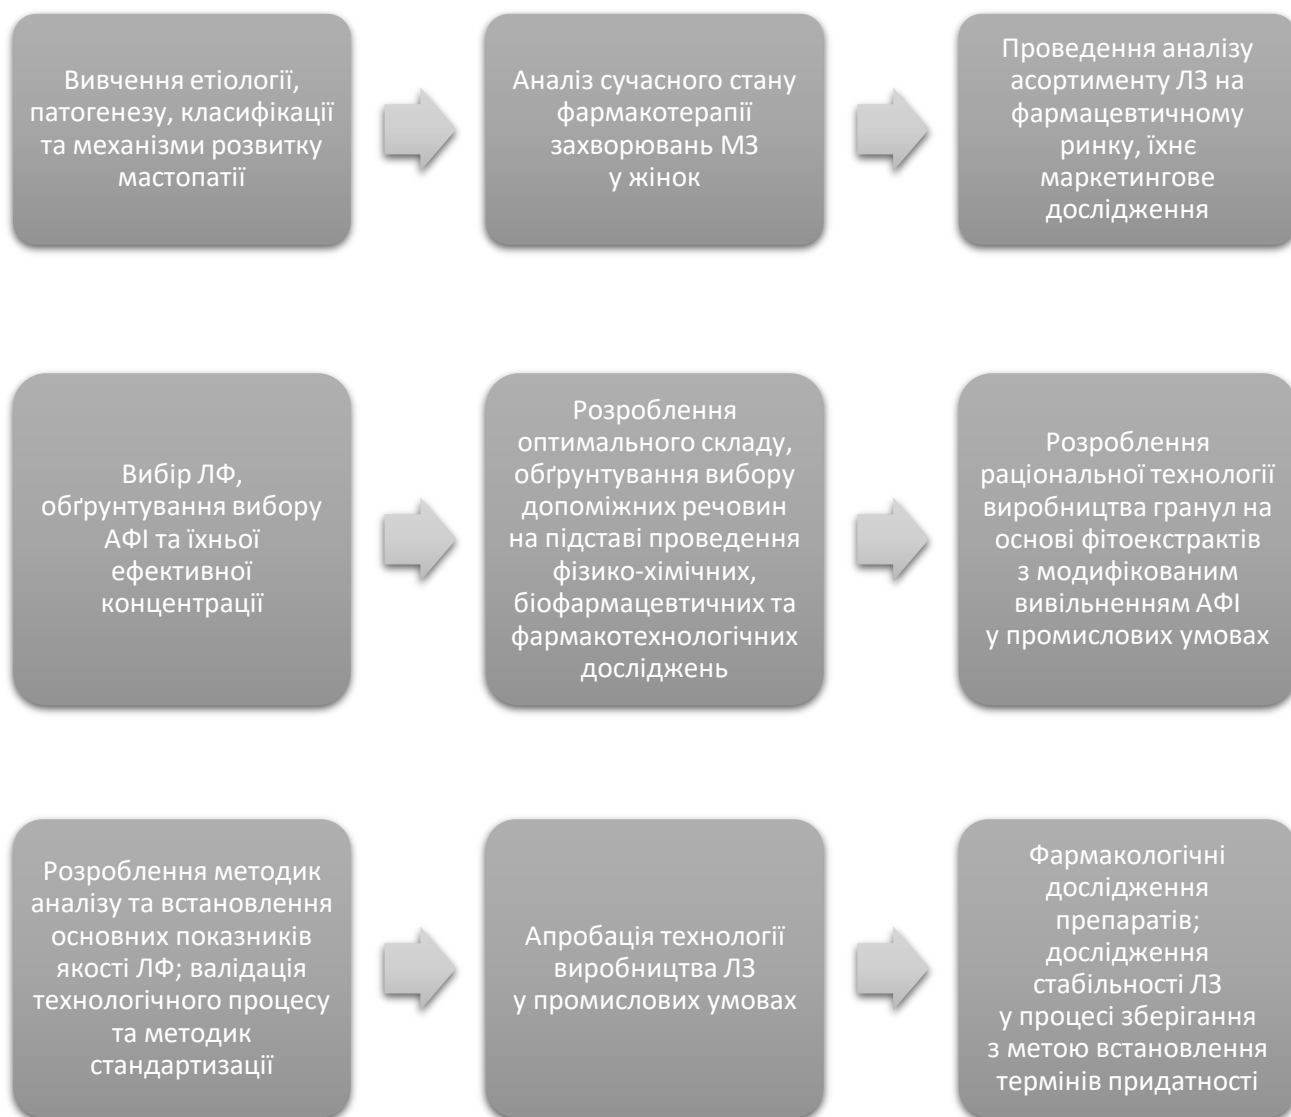 Вивчення етіології,
патогенезу, класифікації
та механізми розвитку
мастопатії
Аналіз сучасного стану
фармакотерапії
захворювань МЗ
у жінок
Проведення аналізу
асортименту ЛЗ на
фармацевтичному
ринку, їхнє
маркетингове
дослідження
Вибір ЛФ,
обґрунтування вибору
АФІ та їхньої
ефективної
концентрації
Розроблення
оптимального складу,
обґрунтування вибору
допоміжних речовин
на підставі проведення
фізико-хімічних,
біофармацевтичних та
фармакотехнологічних
досліджень
Розроблення
раціональної технології
виробництва гранул на
основі фітоекстрактів
з модифікованим
вивільненням АФІ
у промислових умовах
Розроблення методик
аналізу та встановлення
основних показників
якості ЛФ; валідація
технологічного процесу
та методик
стандартизації
Апробація технології
виробництва ЛЗ
у промислових умовах
Фармакологічні
дослідження
препаратів;
дослідження
стабільності ЛЗ
у процесі зберігання
з метою встановлення
термінів придатності